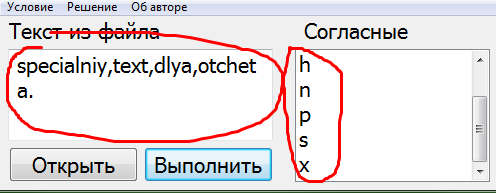 Условие Решение Об авторе
Текст из файла Согласные
specialniy,text,dlya,otchet
a.
h
n
p
s
x
Открыть Выполнить